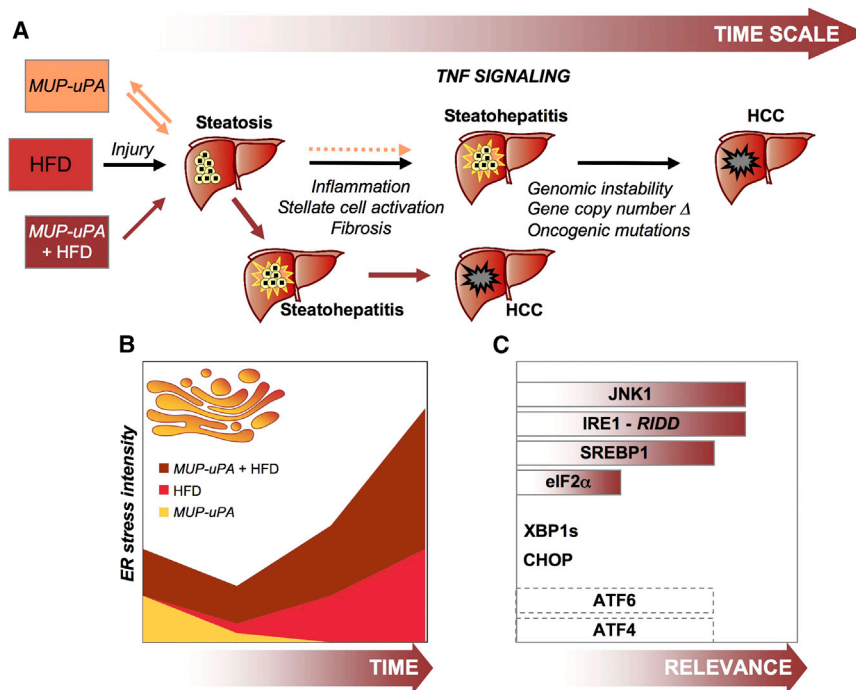 A
TIME SCALE
MUP-uPA
HFD
MUP-uPA
+ HFD
Injury
Steatosis
Inflammation
Stellate cell activation
Fibrosis
TNF SIGNALING
Steatohepatitis
Genomic instability
Gene copy number Δ
Oncogenic mutations
HCC
Steatohepatitis
HCC
B
ER stress intensity
MUP-uPA + HFD
HFD
MUP-uPA
TIME
C
JNK1
IRE1 - RIDD
SREBP1
eIF2α
XBP1s
CHOP
ATF6
ATF4
RELEVANCE